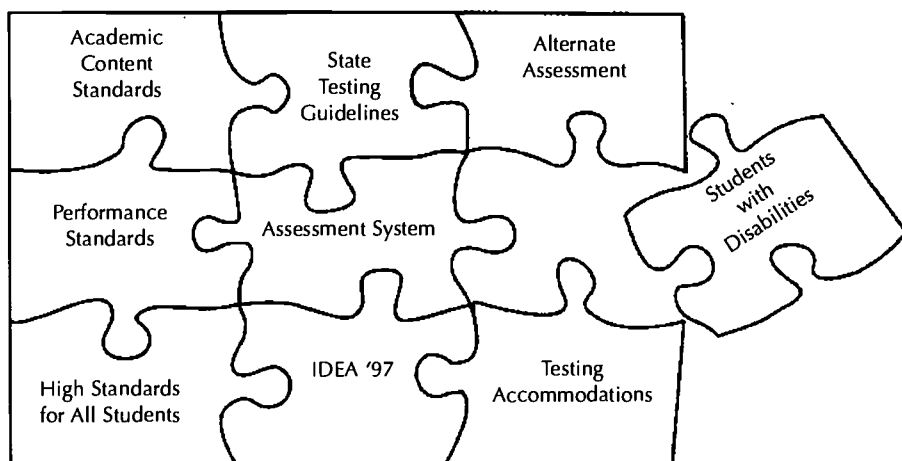 Academic
Content
Standards
State
Testing
Guidelines
Alternate
Assessment
Performance
Standards
Assessment System
Students
with
Disabilities
High Standards
for All Students
IDEA '97
Testing
Accommodations